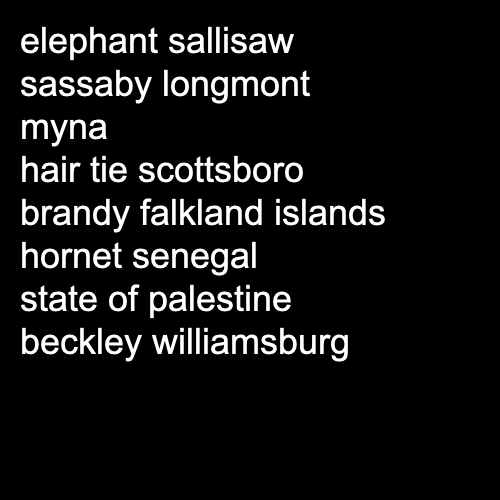 elephant sallisaw
sassaby longmont
myna
hair tie scottsboro
brandy falkland islands
hornet senegal
state of palestine
beckley williamsburg